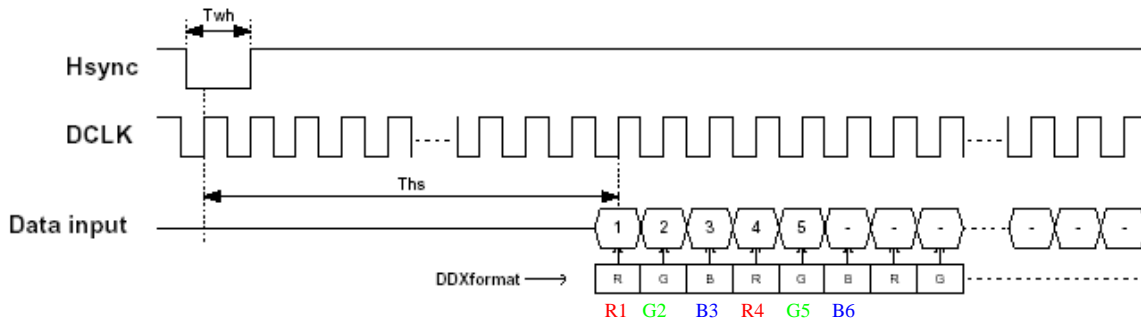 Twh
Hsync
DCLK
Ths
Data input 1 2 3 4 5 - - - - - -
DDXformat R G B R G B R G
R1 G2 B3 R4 G5 B6